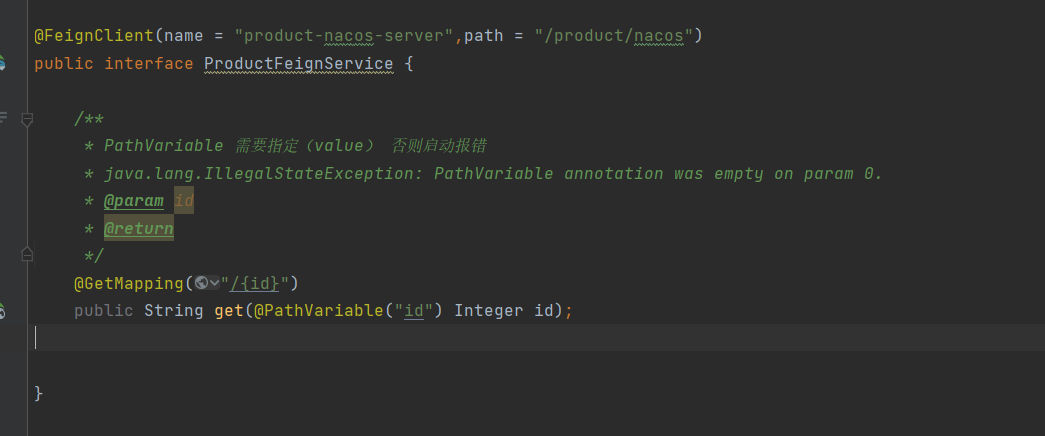 @FeignClient(name = "product-nacos-server",path = "/product/nacos")
public interface ProductFeignService {
/**
* PathVariable 需要指定（value） 否则启动报错
* java.lang.IllegalStateException: PathVariable annotation was empty on param 0.
* @param id
* @return
*/
@GetMapping("/{id}")
public String get(@PathVariable("id") Integer id);
}